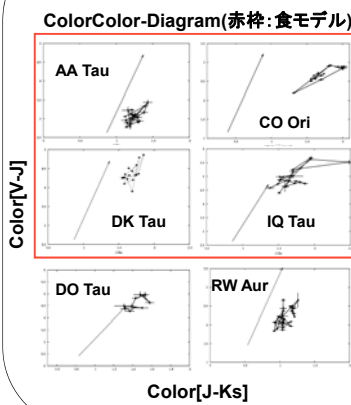 ColorColor-Diagram(赤枠:食モデル)
AA Tau
CO Ori
DK Tau
IQ Tau
DO Tau
RW Aur
Color[V-J]
Color[J-Ks]